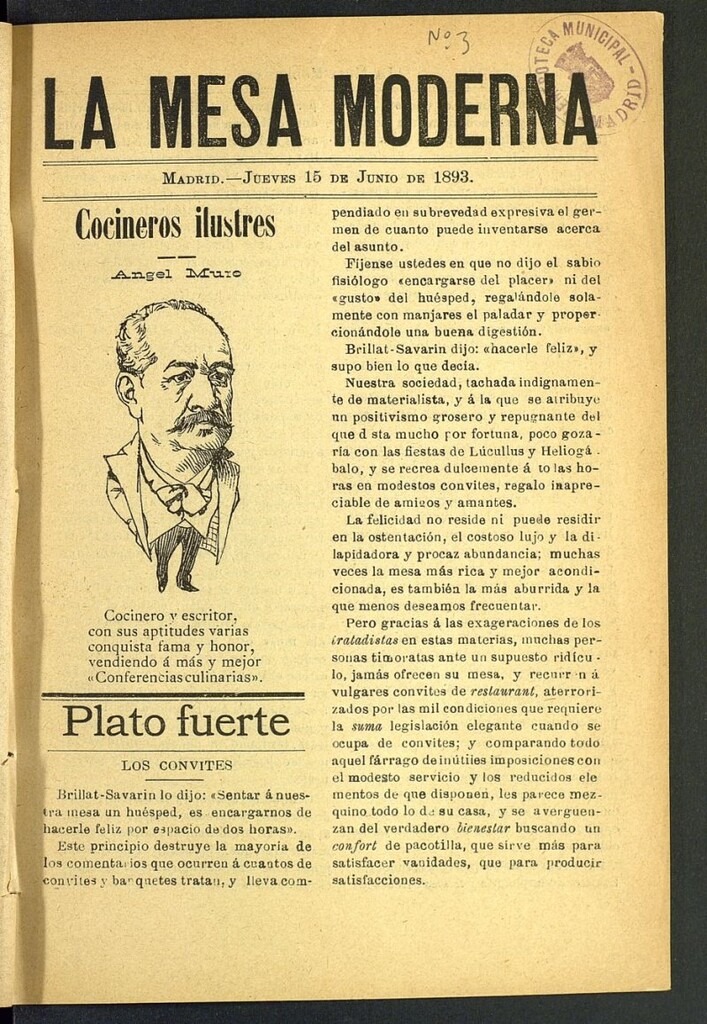 Nº 3
HEMEROTECA MUNICIPAL - MADRID
LA MESA MODERNA
MADRID.—JUEVES 15 DE JUNIO DE 1893.
Cocineros ilustres
Angel Muro
Cocinero y escritor,
con sus aptitudes varias
conquista fama y honor,
vendiendo á más y mejor
«Conferencias culinarias».
Plato fuerte
LOS CONVITES
Brillat-Savarin lo dijo: «Sentar á nues-
tra mesa un huésped, es encargarnos de
hacerle feliz por espacio de dos horas».
Este principio destruye la mayoría de
los comentarios que ocurren á cuantos de
convites y banquetes tratan, y lleva com-
pendiado en su brevedad expresiva el ger-
men de cuanto puede inventarse acerca
del asunto.
Fíjense ustedes en que no dijo el sabio
fisiólogo «encargarse del placer» ni del
«gusto» del huésped, regalándole sola-
mente con manjares el paladar y propor-
cionándole una buena digestión.
Brillat-Savarin dijo: «hacerle feliz», y
supo bien lo que decía.
Nuestra sociedad, tachada indignamen-
te de materialista, y á la que se atribuye
un positivismo grosero y repugnante del
que d sta mucho por fortuna, poco goza-
ría con las fiestas de Lúcullus y Heliogá-
balo, y se recrea dulcemente á to las ho-
ras en modestos convites, regalo inapre-
ciable de amigos y amantes.
La felicidad no reside ni puede residir
en la ostentación, el costoso lujo y la di-
lapidadora y procaz abundancia; muchas
veces la mesa más rica y mejor acondi-
cionada, es también la más aburrida y la
que menos deseamos frecuentar.
Pero gracias á las exageraciones de los
tratadistas en estas materias, muchas per-
sonas timoratas ante un supuesto ridícu-
lo, jamás ofrecen su mesa, y recurr n á
vulgares convites de restaurant, aterrori-
zados por las mil condiciones que requiere
la suma legislación elegante cuando se
ocupa de convites; y comparando todo
aquel fárrago de inútiles imposiciones con
el modesto servicio y los reducidos ele
mentos de que disponen, les parece mez-
quino todo lo de su casa, y se averguen-
zan del verdadero bienestar buscando un
confort de pacotilla, que sirve más para
satisfacer vanidades, que para producir
satisfacciones.